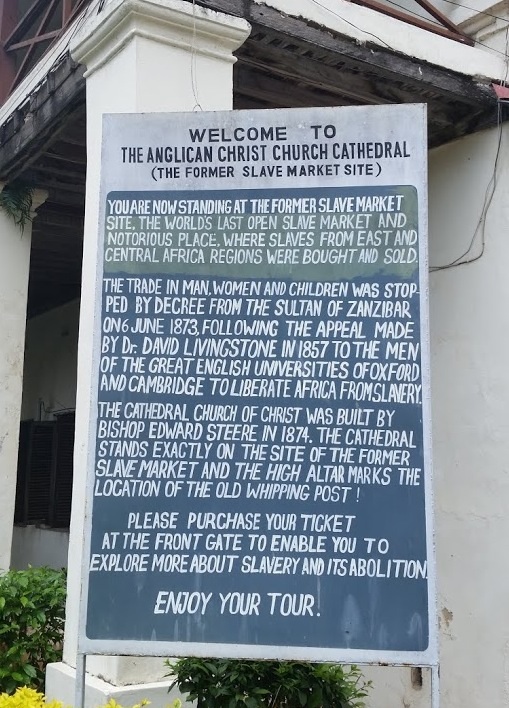 WELCOME TO
THE ANGLICAN CHRIST CHURCH CATHEDRAL
(THE FORMER SLAVE MARKET SITE)
YOU ARE NOW STANDING AT THE FORMER SLAVE MARKET
SITE, THE WORLDS LAST OPEN SLAVE MARKET AND
NOTORIOUS PLACE, WHERE SLAVES FROM EAST AND
CENTRAL AFRICA REGIONS WERE BOUGHT AND SOLD.
THE TRADE IN MAN, WOMEN AND CHILDREN WAS STOP-
PED BY DECREE FROM THE SULTAN OF ZANZIBAR
ON 6 JUNE 1873, FOLLOWING THE APPEAL MADE
BY Dr. DAVID LIVINGSTONE IN 1857 TO THE MEN
OF THE GREAT ENGLISH UNIVERSITIES OF OXFORD
AND CAMBRIDGE TO LIBERATE AFRICA FROM SLAVERY.
THE CATHEDRAL CHURCH OF CHRIST WAS BUILT BY
BISHOP EDWARD STEERE IN 1874. THE CATHEDRAL
STANDS EXACTLY ON THE SITE OF THE FORMER
SLAVE MARKET AND THE HIGH ALTAR MARKS THE
LOCATION OF THE OLD WHIPPING POST !
PLEASE PURCHASE YOUR TICKET
AT THE FRONT GATE TO ENABLE YOU TO
EXPLORE MORE ABOUT SLAVERY AND ITS ABOLITION.
ENJOY YOUR TOUR.